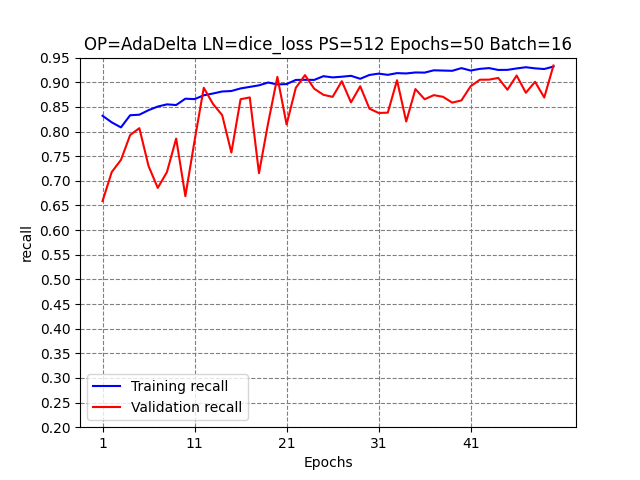 OP=AdaDelta LN=dice_loss PS=512 Epochs=50 Batch=16
0.95
0.90
0.85
0.80
0.75
0.70
0.65
0.60
0.55
0.50
0.45
0.40
0.35
0.30
0.25
0.20
recall
Training recall
Validation recall
1 11 21 31 41
Epochs